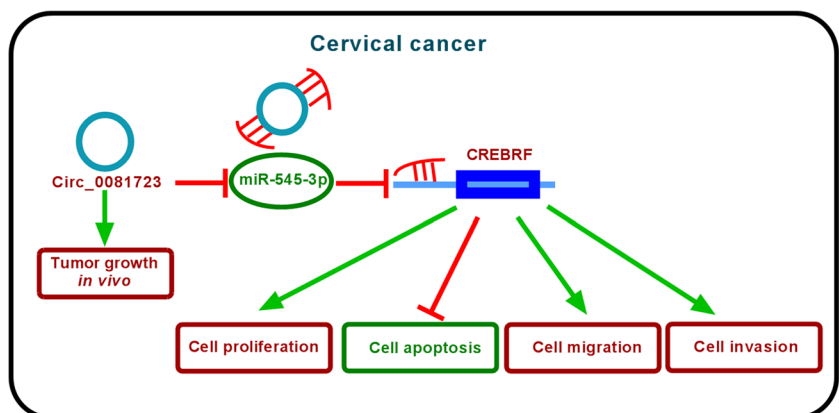 Cervical cancer
Circ_0081723
miR-545-3p
CREBRF
Tumor growth
in vivo
Cell proliferation
Cell apoptosis
Cell migration
Cell invasion